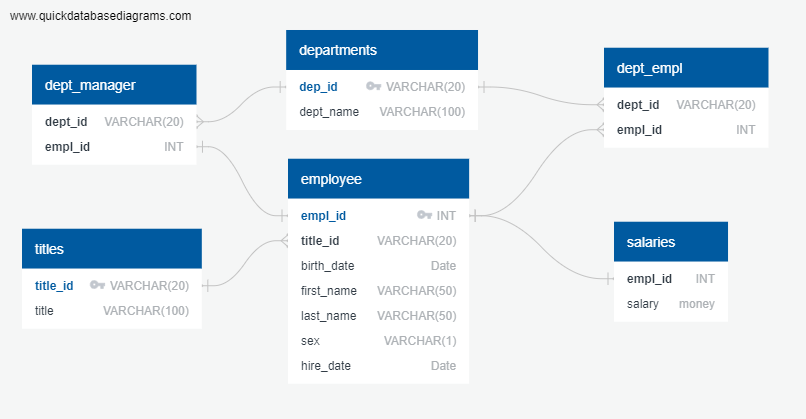 www.quickdatabasediagrams.com
departments
dep_id VARCHAR(20)
dept_name VARCHAR(100)
dept_manager
dept_id VARCHAR(20)
empl_id INT
dept_empl
dept_id VARCHAR(20)
empl_id INT
employee
empl_id INT
title_id VARCHAR(20)
birth_date Date
first_name VARCHAR(50)
last_name VARCHAR(50)
sex VARCHAR(1)
hire_date Date
titles
title_id VARCHAR(20)
title VARCHAR(100)
salaries
empl_id INT
salary money